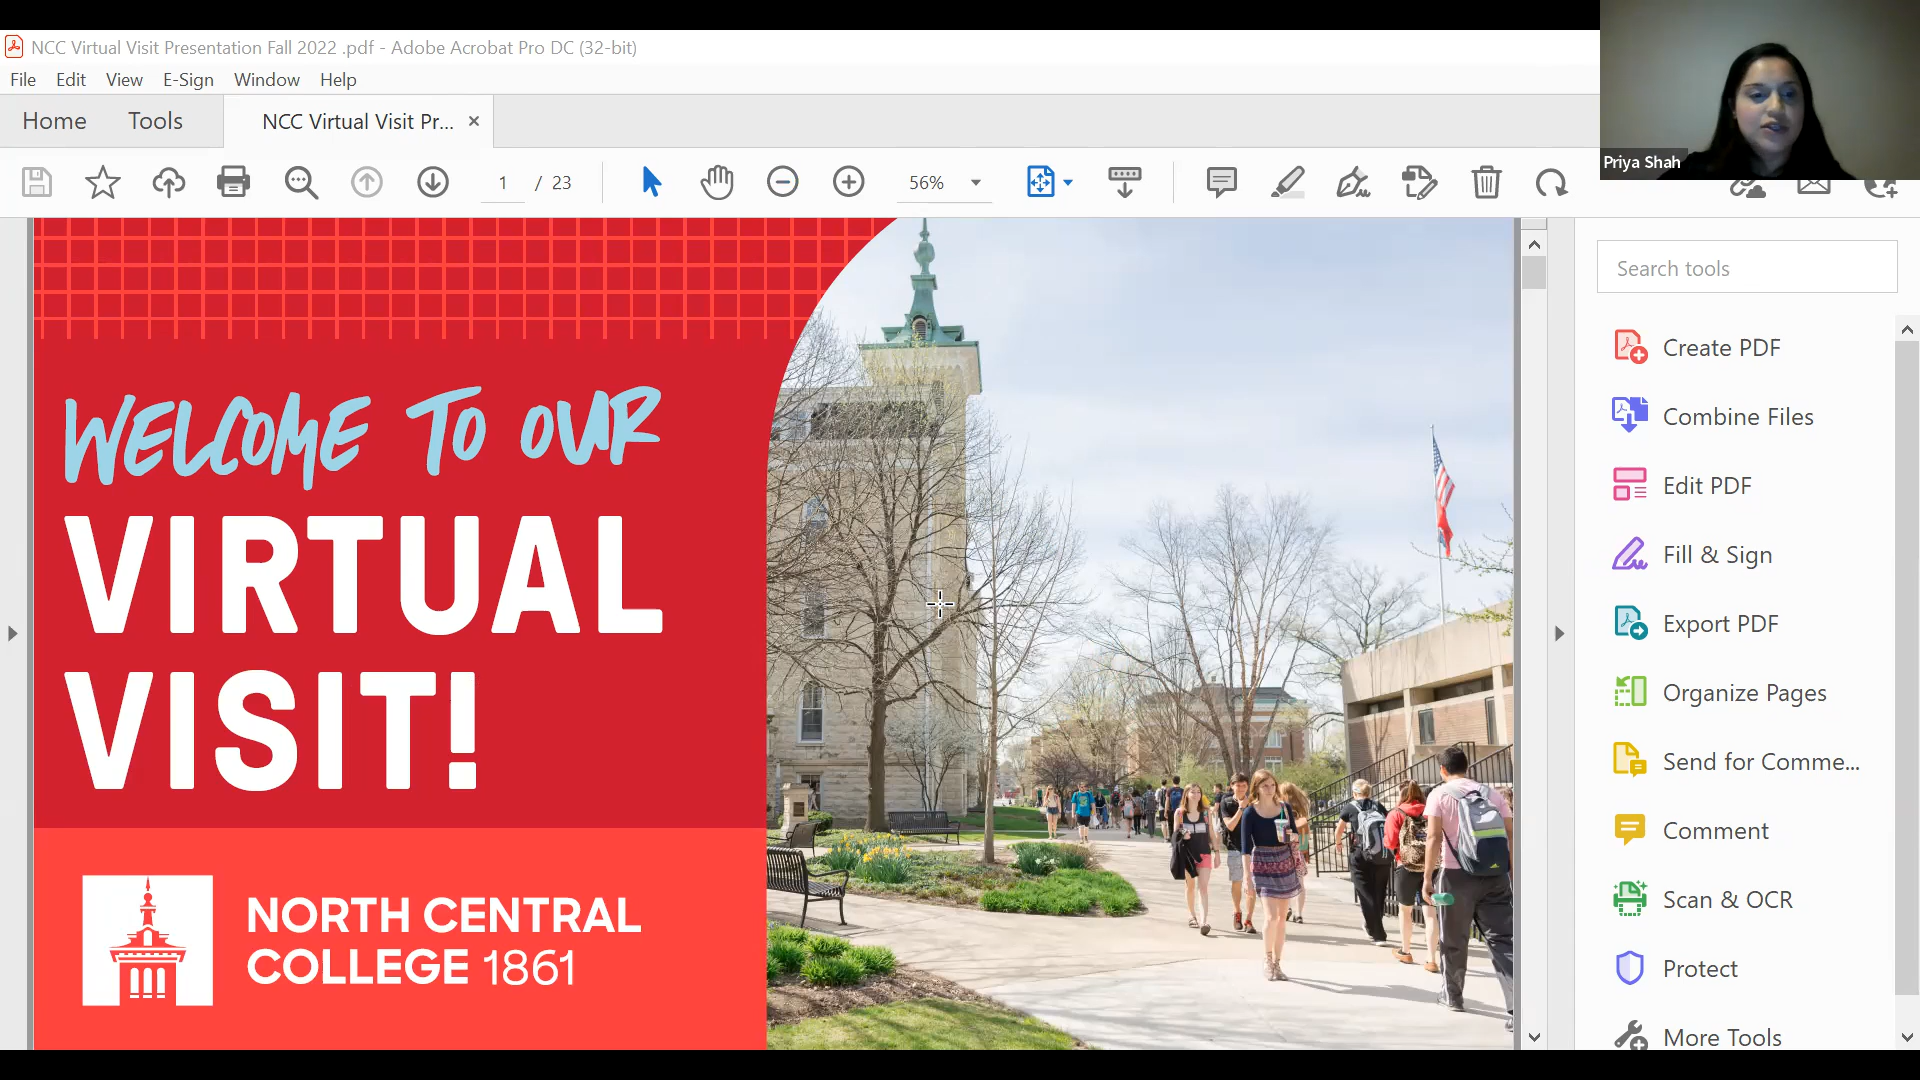 NCC Virtual Visit Presentation Fall 2022 .pdf - Adobe Acrobat Pro DC (32-bit)
File Edit View E-Sign Window Help
Home Tools NCC Virtual Visit Pr... ×
1 / 23 56%
Priya Shah
WELCOME TO OUR
VIRTUAL
VISIT!
NORTH CENTRAL
COLLEGE 1861
Search tools
Create PDF
Combine Files
Edit PDF
Fill & Sign
Export PDF
Organize Pages
Send for Comme...
Comment
Scan & OCR
Protect
More Tools